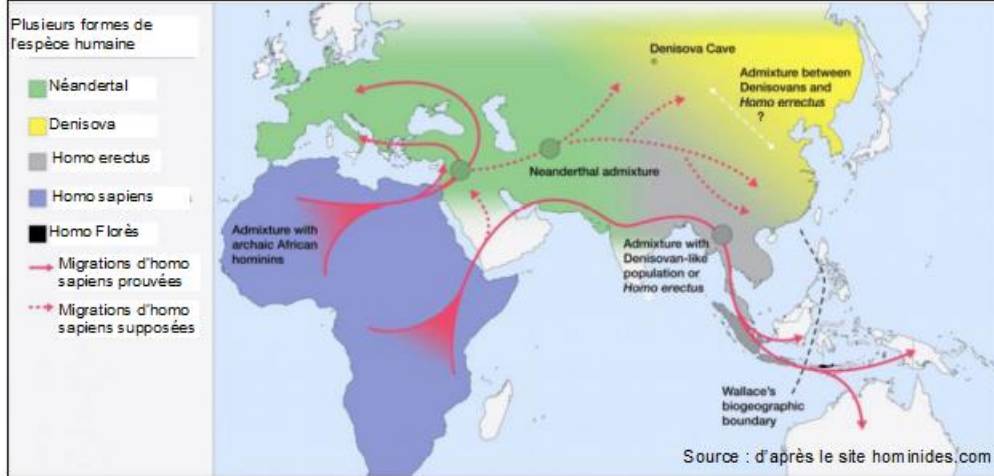 Plusieurs formes de
l'espèce humaine
Néandertal
Denisova
Homo erectus
Homo sapiens
Homo Florès
Migrations d'homo
sapiens prouvées
Migrations d'homo
sapiens supposées
Denisova Cave
Admixture between
Denisovans and
Homo errectus
?
Neanderthal admixture
Admixture with
archaic African
hominins
Admixture with
Denisovan-like
population or
Homo erectus
Wallace's
biogeographic
boundary
Source : d'après le site hominides.com